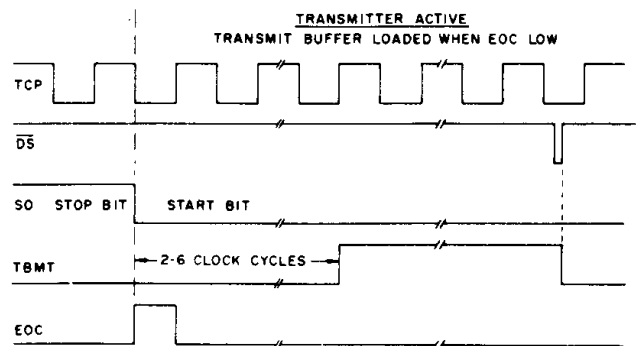 TRANSMITTER ACTIVE
TRANSMIT BUFFER LOADED WHEN EOC LOW
TCP
DS
SO STOP BIT START BIT
2-6 CLOCK CYCLES
TBMT
EOC